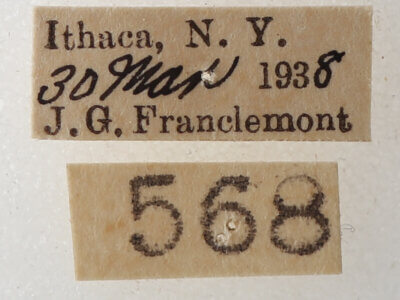 Ithaca, N. Y.
30 Mar 1938
J. G. Franclemont
568